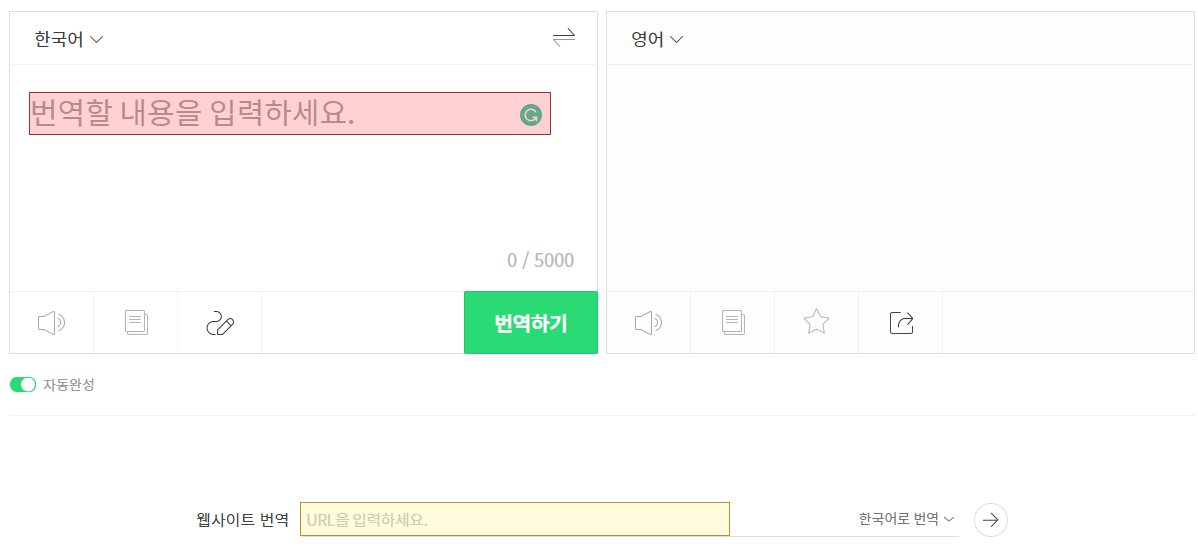 한국어
영어
번역할 내용을 입력하세요.
0 / 5000
번역하기
자동완성
웹사이트 번역
URL을 입력하세요.
한국어로 번역